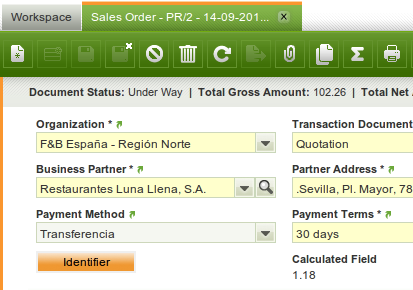 Workspace
Sales Order - PR/2 - 14-09-201...
Document Status: Under Way | Total Gross Amount: 102.26 | Total Net
Organization * Transaction Document
F&B España - Región Norte Quotation
Business Partner * Partner Address *
Restaurantes Luna Llena, S.A. .Sevilla, Pl. Mayor, 78
Payment Method Payment Terms *
Transferencia 30 days
Identifier Calculated Field
1.18